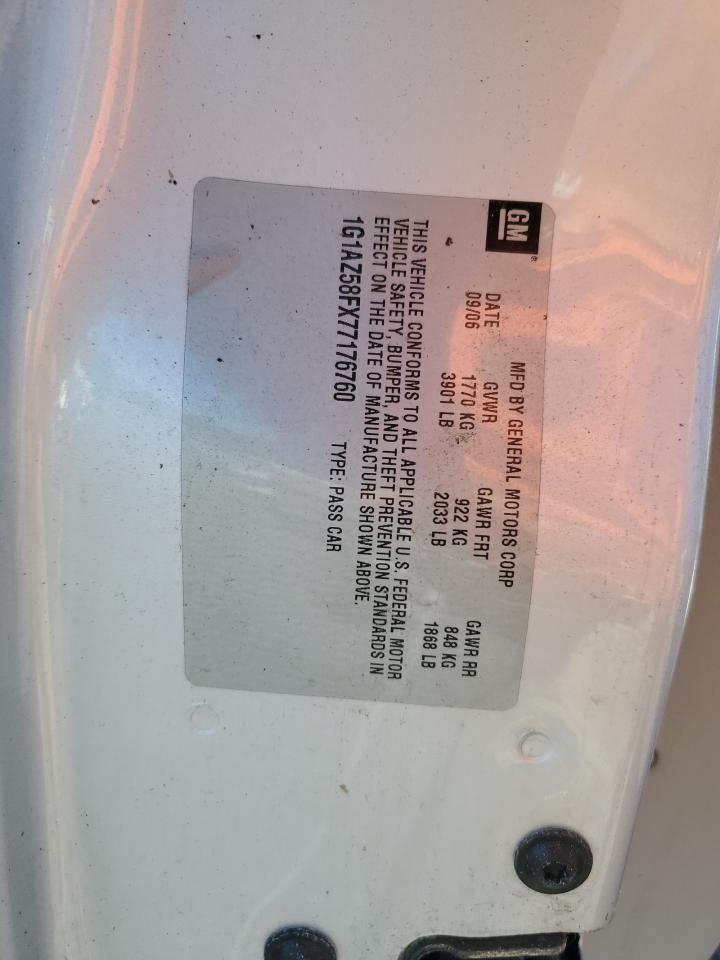 GM®
MFD BY GENERAL MOTORS CORP
DATE GVWR GAWR FRT GAWR RR
09/06 1770 KG 922 KG 848 KG
3901 LB 2033 LB 1868 LB
THIS VEHICLE CONFORMS TO ALL APPLICABLE U.S. FEDERAL MOTOR
VEHICLE SAFETY, BUMPER, AND THEFT PREVENTION STANDARDS IN
EFFECT ON THE DATE OF MANUFACTURE SHOWN ABOVE.
1G1AZ58FX77176760 TYPE: PASS CAR